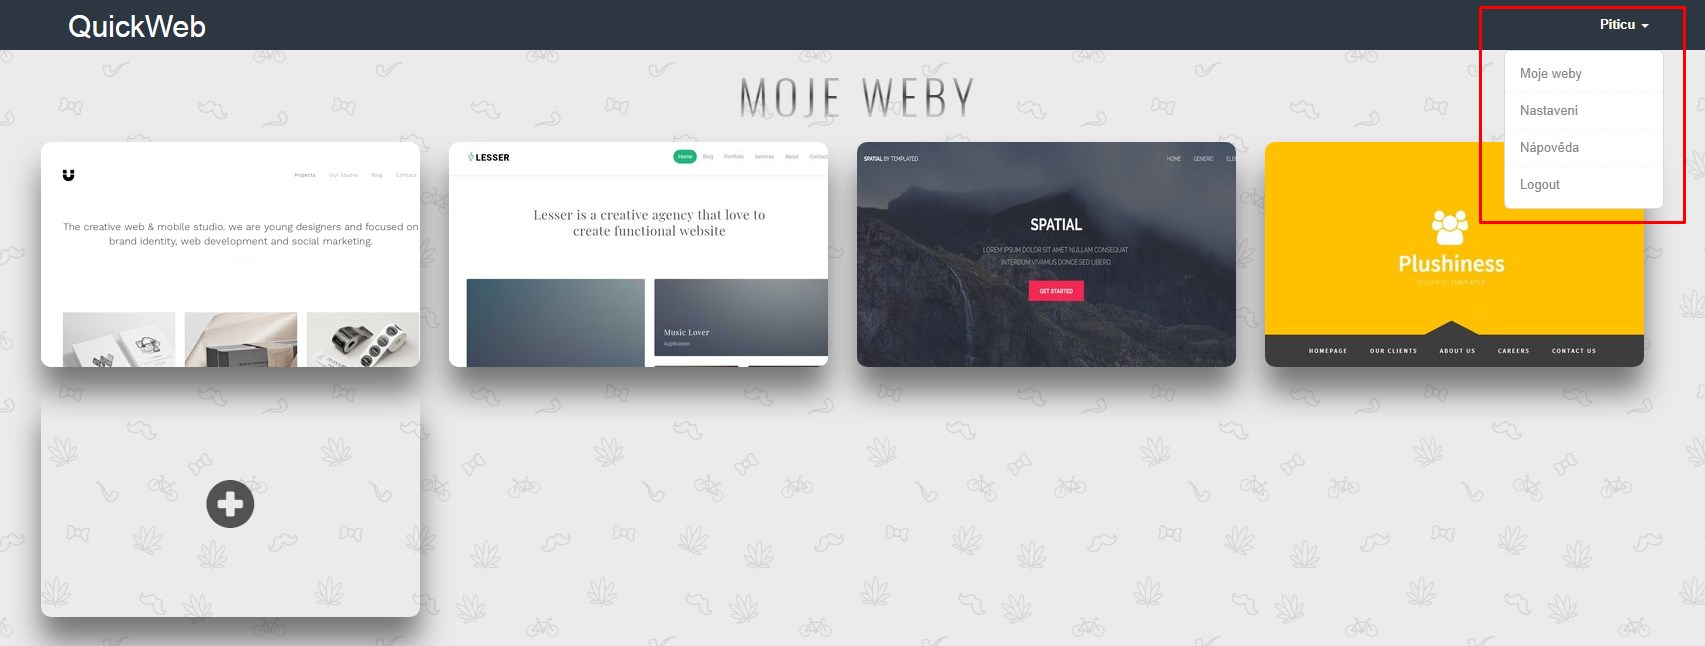 QuickWeb
Piticu
Moje weby
Nastaveni
Nápověda
Logout
MOJE WEBY
Projects Our Studio Blog Contact
The creative web & mobile studio. we are young designers and focused on
brand identity, web development and social marketing.
LESSER
Home Blog Portfolio Services About Contact
Lesser is a creative agency that love to
create functional website
Music Lover
Application
SPATIAL BY TEMPLATED
HOME GENERIC ELE
SPATIAL
LOREM IPSUM DOLOR SIT AMET NULLAM CONSEQUAT
INTERDUM VIVAMUS DONCE SED LIBERO.
GET STARTED
Plushiness
DESIGN BY TEMPLATED
HOMEPAGE OUR CLIENTS ABOUT US CAREERS CONTACT US